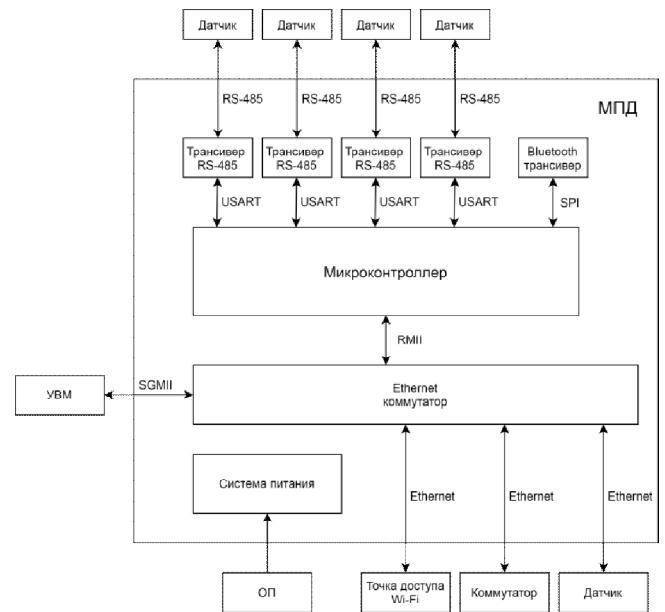 Датчик Датчик Датчик Датчик
RS-485 RS-485 RS-485 RS-485
МПД
Трансивер
RS-485
Трансивер
RS-485
Трансивер
RS-485
Трансивер
RS-485
Bluetooth
трансивер
USART USART USART USART SPI
Микроконтроллер
RMII
SGMII
УВМ
Ethernet
коммутатор
Система питания
Ethernet Ethernet Ethernet
ОП
Точка доступа
Wi-Fi
Коммутатор
Датчик